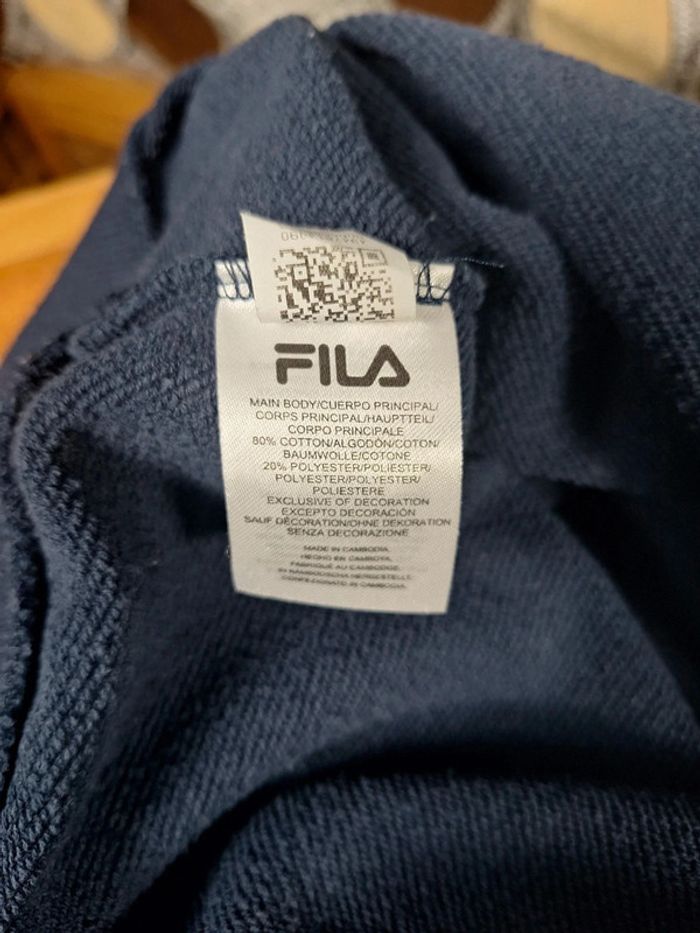 FILA
MAIN BODY/CUERPO PRINCIPAL/
CORPS PRINCIPAL/HAUPTTEIL/
CORPO PRINCIPALE
80% COTTON/ALGODÓN/COTON/
BAUMWOLLE/COTONE
20% POLYESTER/POLIÉSTER/
POLYESTER/POLYESTER/
POLIESTERE
EXCLUSIVE OF DECORATION
EXCEPTO DECORACIÓN
SAUF DÉCORATION/OHNE DEKORATION
SENZA DECORAZIONE
MADE IN CAMBODIA
HECHO EN CAMBOYA
FABRIQUÉ AU CAMBODGE
IN KAMBODSCHA HERGESTELLT
CONFEZIONATO IN CAMBODIA